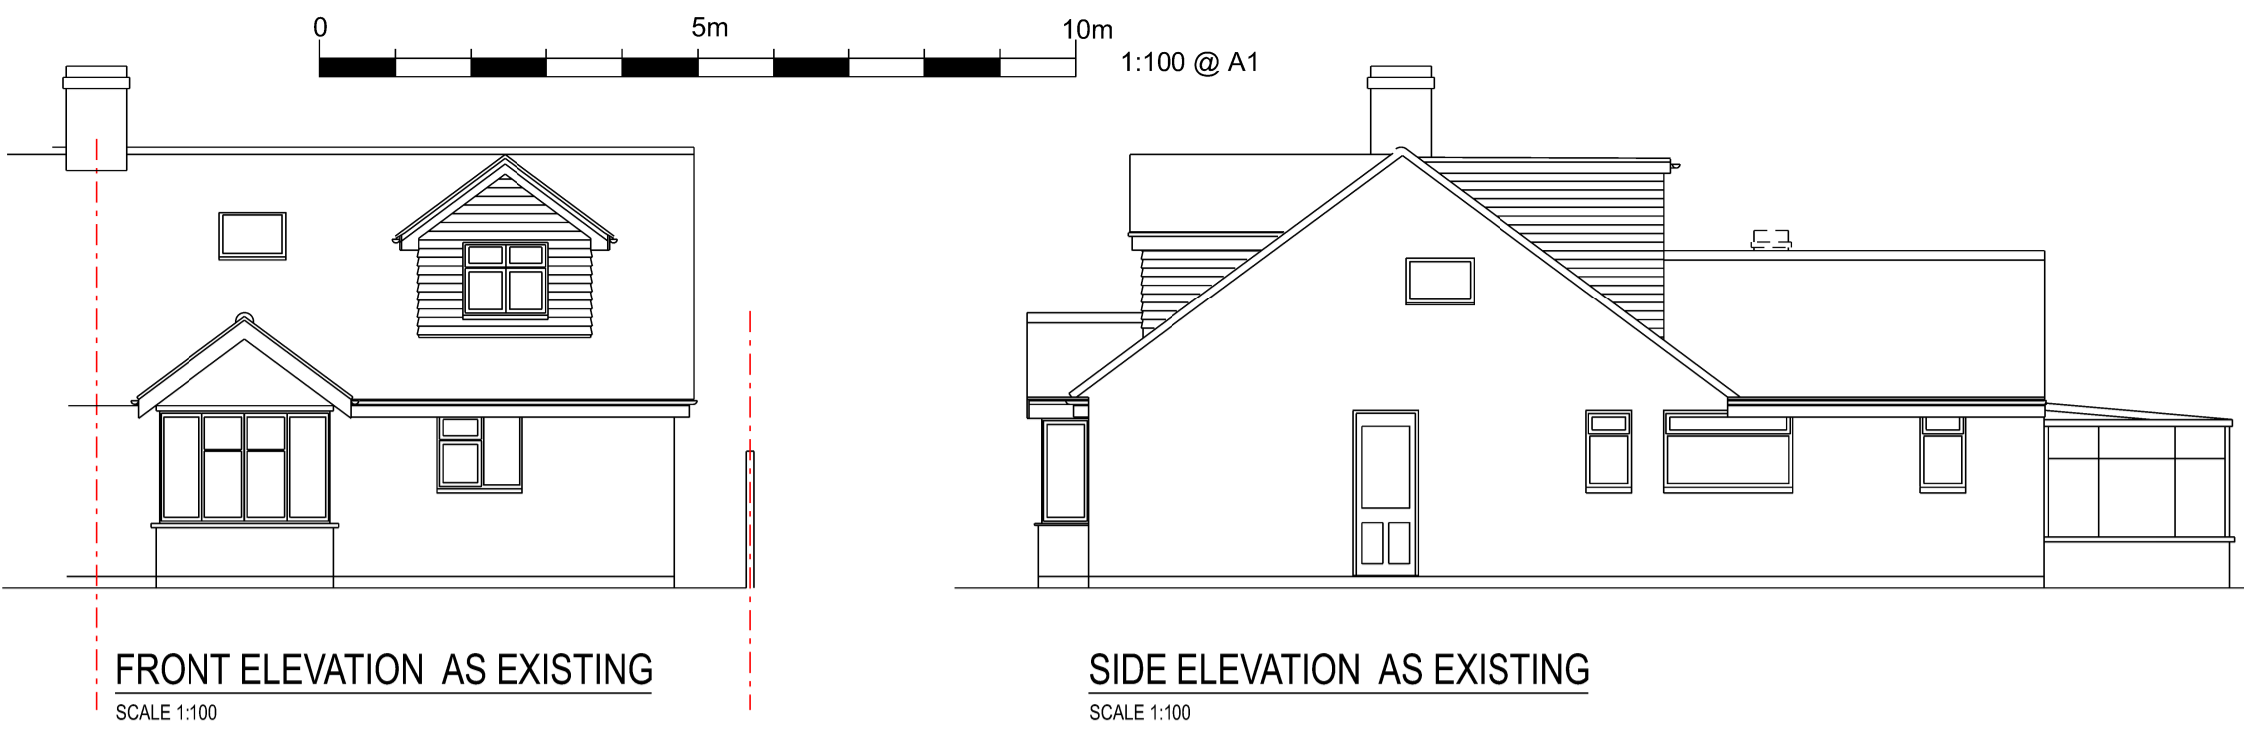 0 5m 10m
1:100 @ A1
FRONT ELEVATION AS EXISTING
SCALE 1:100
SIDE ELEVATION AS EXISTING
SCALE 1:100